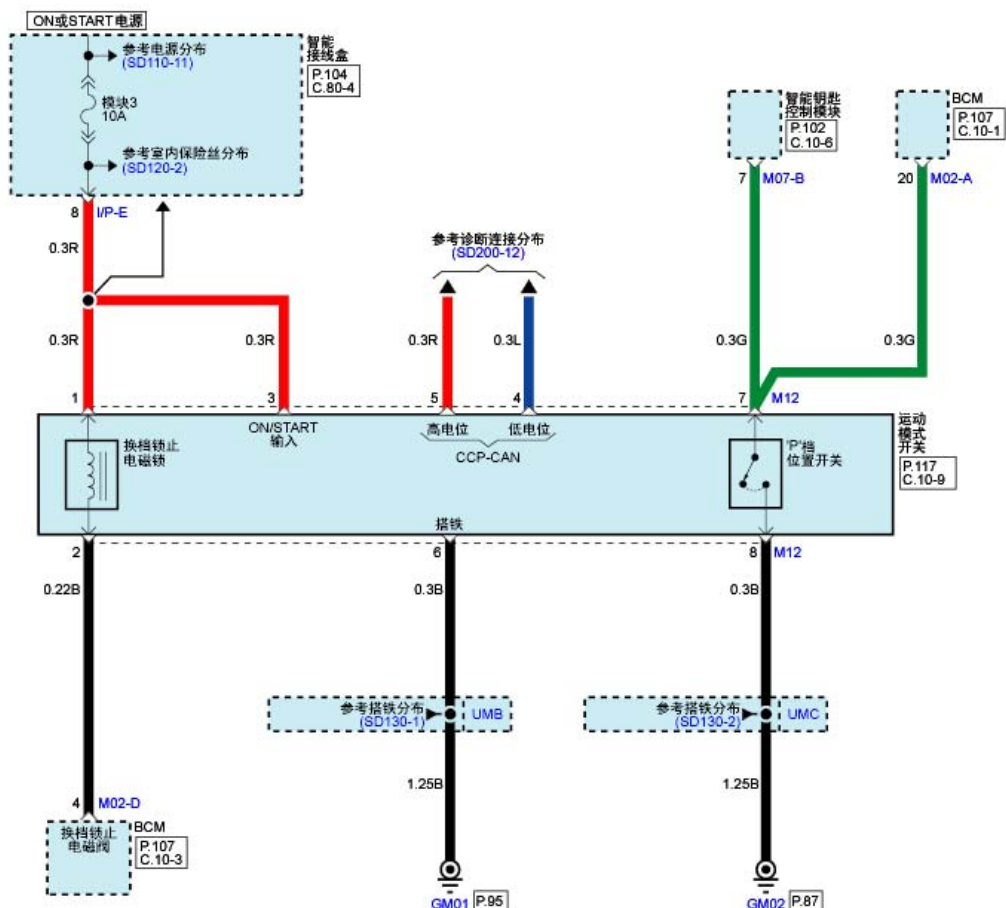 ON或START电源
参考电源分布
(SD110-11)
智能
接线盒
P.104
C.80-4
模块3
10A
参考室内保险丝分布
(SD120-2)
8
I/P-E
智能钥匙
控制模块
P.102
C.10-6
BCM
P.107
C.10-1
7
M07-B
20
M02-A
参考诊断连接分布
(SD200-12)
0.3R
0.3R
0.3R
0.3R
0.3L
0.3G
0.3G
1
3
5
4
7
M12
换档锁止
电磁锁
ON/START
输入
高电位
低电位
CCP-CAN
'P'档
位置开关
运动
模式
开关
P.117
C.10-9
搭铁
2
6
8
M12
0.22B
0.3B
0.3B
参考搭铁分布
(SD130-1)
UMB
参考搭铁分布
(SD130-2)
UMC
1.25B
1.25B
4
M02-D
换档锁止
电磁阀
BCM
P.107
C.10-3
GM01
P.95
GM02
P.87